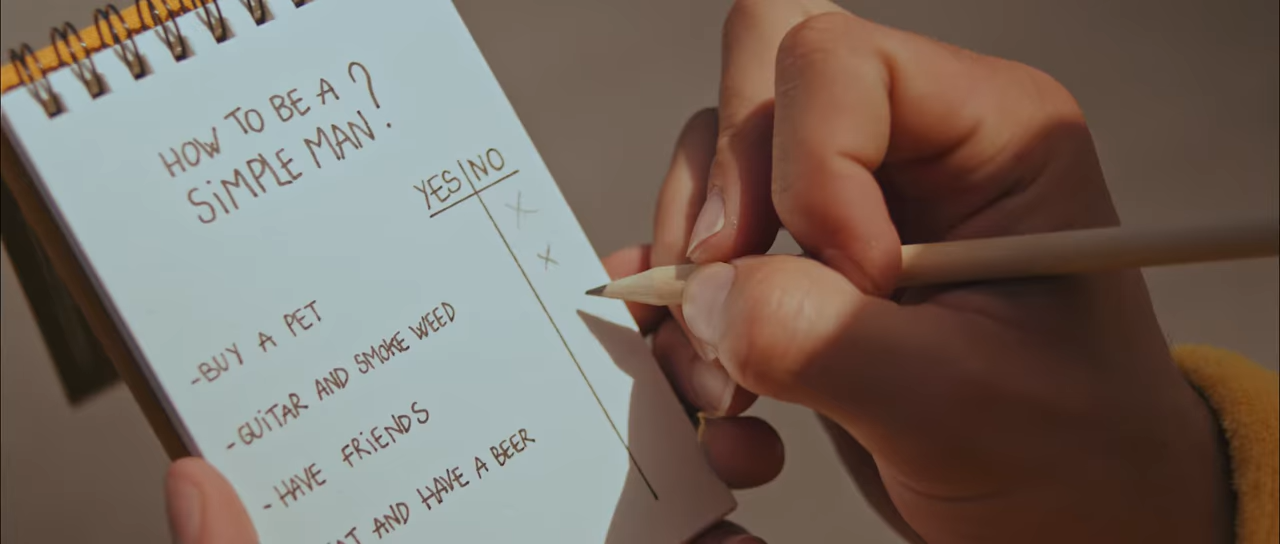 HOW TO BE A
SiMPLE MAN?
YES NO
X
X
-BUY A PET
-GUiTAR AND SMOKE WEED
-HAVE FRiENDS
AND HAVE A BEER